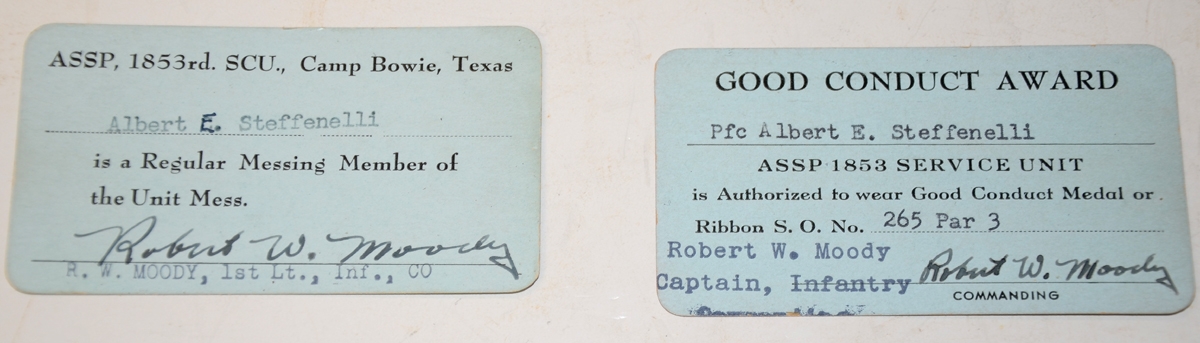 ASSP, 1853rd. SCU., Camp Bowie, Texas
Albert E. Steffenelli
is a Regular Messing Member of
the Unit Mess.
Robert W. Moody
R. W. MOODY, 1st Lt., Inf., CO
GOOD CONDUCT AWARD
Pfc Albert E. Steffenelli
ASSP 1853 SERVICE UNIT
is Authorized to wear Good Conduct Medal or
Ribbon S. O. No. 265 Par 3
Robert W. Moody
Captain, Infantry
Robert W. Moody
COMMANDING